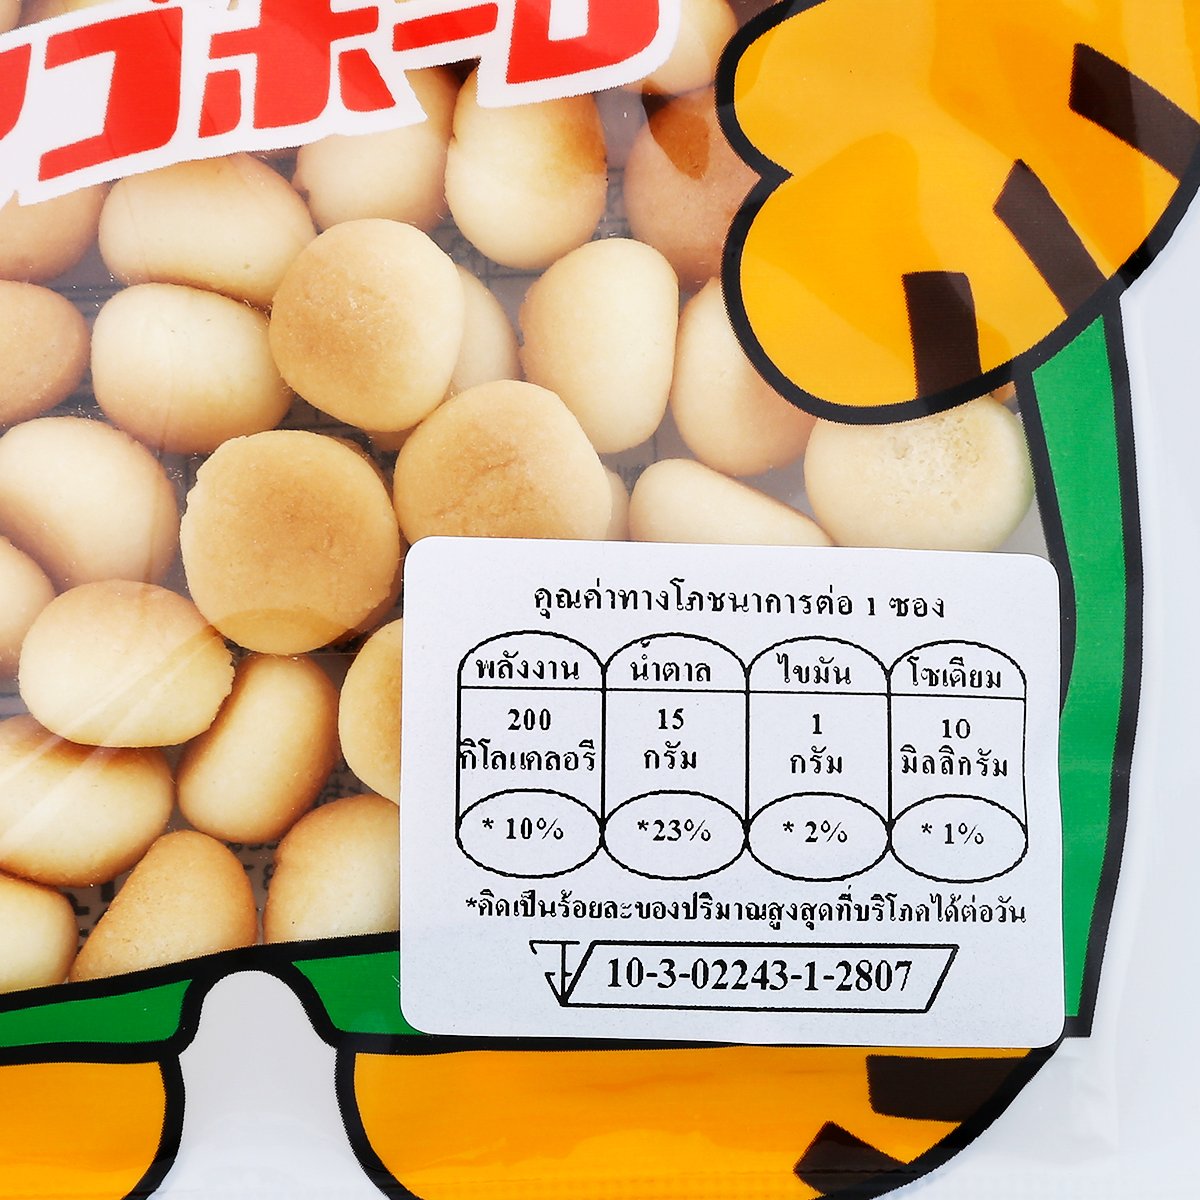 ボーロ
คุณค่าทางโภชนาการต่อ 1 ซอง
พลังงาน น้ำตาล ไขมัน โซเดียม
200 15 1 10
กิโลแคลอรี กรัม กรัม มิลลิกรัม
* 10% *23% * 2% * 1%
*คิดเป็นร้อยละของปริมาณสูงสุดที่บริโภคได้ต่อวัน
10-3-02243-1-2807